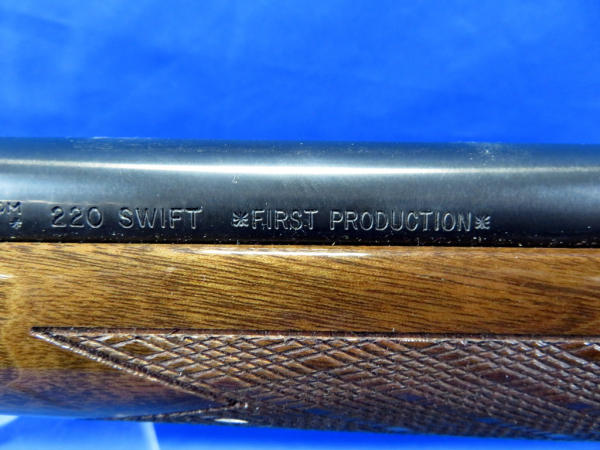 220 SWIFT *FIRST PRODUCTION*